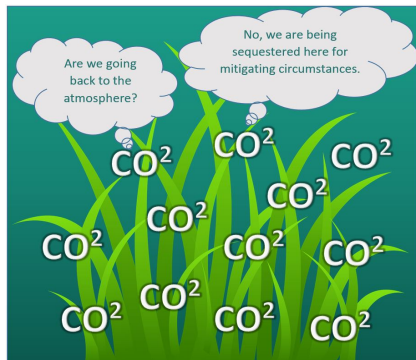 Are we going
back to the
atmosphere?
No, we are being
sequestered here for
mitigating circumstances.
CO²
CO²
CO²
CO²
CO²
CO²
CO²
CO²
CO²
CO²
CO²
CO²